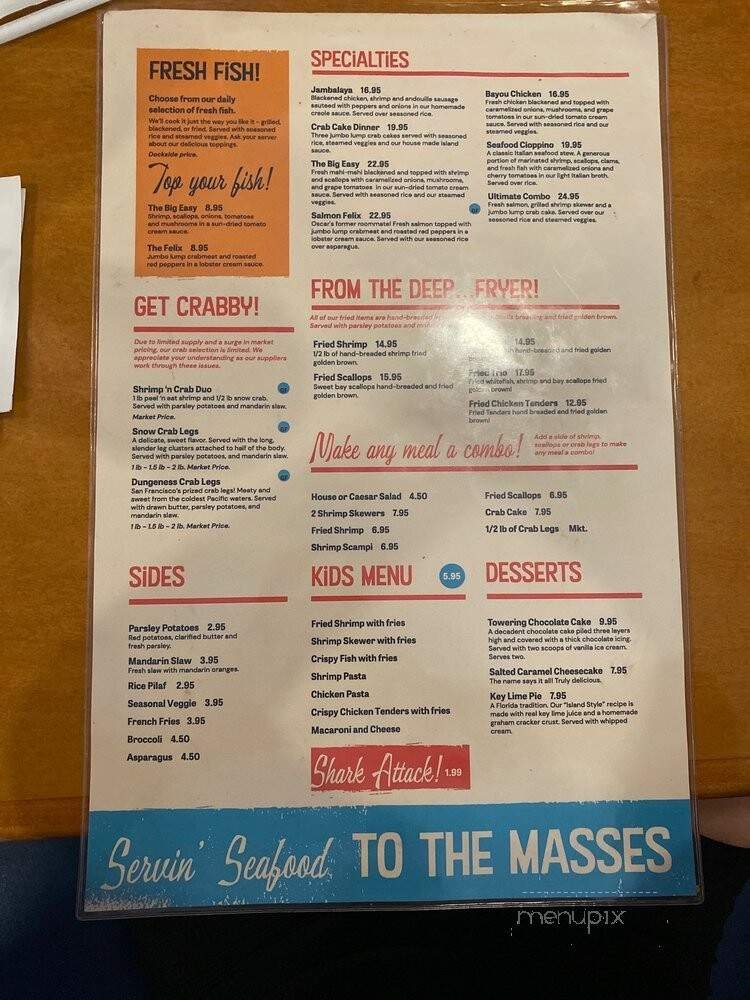 FRESH FiSH!
Choose from our daily
selection of fresh fish.
We'll cook it just the way you like it - grilled,
blackened, or fried. Served with seasoned
rice and steamed veggies. Ask your server
about our delicious toppings.
Dockside price.
Top your fish!
The Big Easy 8.95
Shrimp, scallops, onions, tomatoes
and mushrooms in a sun-dried tomato
cream sauce.
The Felix 8.95
Jumbo lump crabmeat and roasted
red peppers in a lobster cream sauce.
SPECiALTiES
Jambalaya 16.95
Blackened chicken, shrimp and andouille sausage
sauteed with peppers and onions in our homemade
creole sauce. Served over seasoned rice.
Crab Cake Dinner 19.95
Three jumbo lump crab cakes served with seasoned
rice, steamed veggies and our house made island
sauce.
The Big Easy 22.95
Fresh mahi-mahi blackened and topped with shrimp
and scallops with caramelized onions, mushrooms,
and grape tomatoes in our sun-dried tomato cream
sauce. Served with seasoned rice and our steamed
veggies.
Salmon Felix 22.95
GF
Oscar's former roommate! Fresh salmon topped with
jumbo lump crabmeat and roasted red peppers in a
lobster cream sauce. Served with our seasoned rice
over asparagus.
Bayou Chicken 16.95
Fresh chicken blackened and topped with
caramelized onions, mushrooms, and grape
tomatoes in our sun-dried tomato cream
sauce. Served with seasoned rice and our
steamed veggies.
Seafood Cioppino 19.95
A classic Italian seafood stew. A generous
portion of marinated shrimp, scallops, clams,
and fresh fish with caramelized onions and
cherry tomatoes in our light Italian broth.
Served over rice.
Ultimate Combo 24.95
Fresh salmon, grilled shrimp skewer and a
jumbo lump crab cake. Served over our
seasoned rice and steamed veggies.
GET CRABBY!
Due to limited supply and a surge in market
pricing, our crab selection is limited. We
appreciate your understanding as our suppliers
work through these issues.
Shrimp 'n Crab Duo
GF
1 lb peel 'n eat shrimp and 1/2 lb snow crab.
Served with parsley potatoes and mandarin slaw.
Market Price.
Snow Crab Legs
GF
A delicate, sweet flavor. Served with the long,
slender leg clusters attached to half of the body.
Served with parsley potatoes, and mandarin slaw.
1 lb - 1.5 lb - 2 lb. Market Price.
Dungeness Crab Legs
GF
San Francisco's prized crab legs! Meaty and
sweet from the coldest Pacific waters. Served
with drawn butter, parsley potatoes, and
mandarin slaw.
1 lb - 1.5 lb - 2 lb. Market Price.
FROM THE DEEP...FRYER!
All of our fried items are hand-breaded breading and fried golden brown.
Served with parsley potatoes and
Fried Shrimp 14.95
1/2 lb of hand-breaded shrimp fried
golden brown.
Fried Scallops 15.95
Sweet bay scallops hand-breaded and fried
golden brown.
14.95
hand-breaded and fried golden
Fried Trio 17.95
Fried whitefish, shrimp and bay scallops fried
golden brown!
Fried Chicken Tenders 12.95
Fried Tenders hand breaded and fried golden
brown!
Make any meal a combo!
Add a side of shrimp,
scallops or crab legs to make
any meal a combo!
House or Caesar Salad 4.50
2 Shrimp Skewers 7.95
Fried Shrimp 6.95
Shrimp Scampi 6.95
Fried Scallops 6.95
Crab Cake 7.95
1/2 lb of Crab Legs Mkt.
SiDES
Parsley Potatoes 2.95
Red potatoes, clarified butter and
fresh parsley.
Mandarin Slaw 3.95
Fresh slaw with mandarin oranges.
Rice Pilaf 2.95
Seasonal Veggie 3.95
French Fries 3.95
Broccoli 4.50
Asparagus 4.50
KiDS MENU 5.95
Fried Shrimp with fries
Shrimp Skewer with fries
Crispy Fish with fries
Shrimp Pasta
Chicken Pasta
Crispy Chicken Tenders with fries
Macaroni and Cheese
Shark Attack! 1.99
DESSERTS
Towering Chocolate Cake 9.95
A decadent chocolate cake piled three layers
high and covered with a thick chocolate icing.
Served with two scoops of vanilla ice cream.
Serves two.
Salted Caramel Cheesecake 7.95
The name says it all! Truly delicious.
Key Lime Pie 7.95
A Florida tradition. Our "Island Style" recipe is
made with real key lime juice and a homemade
graham cracker crust. Served with whipped
cream.
Servin' Seafood TO THE MASSES
menupix